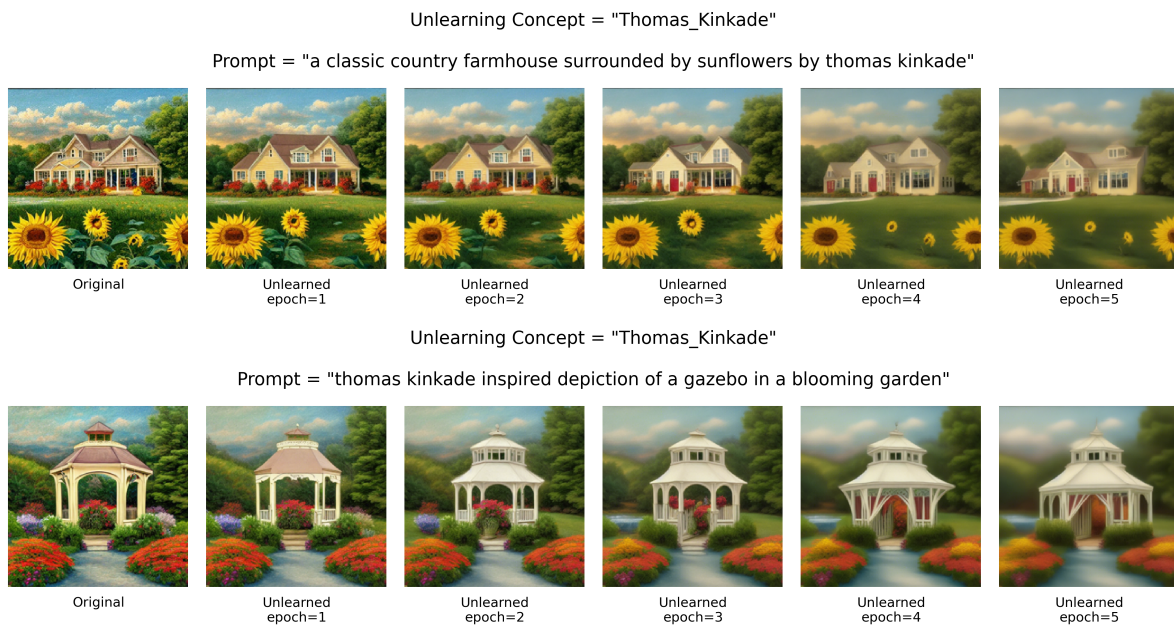 Unlearning Concept = "Thomas_Kinkade"
Prompt = "a classic country farmhouse surrounded by sunflowers by thomas kinkade"
Original
Unlearned
epoch=1
Unlearned
epoch=2
Unlearned
epoch=3
Unlearned
epoch=4
Unlearned
epoch=5
Unlearning Concept = "Thomas_Kinkade"
Prompt = "thomas kinkade inspired depiction of a gazebo in a blooming garden"
Original
Unlearned
epoch=1
Unlearned
epoch=2
Unlearned
epoch=3
Unlearned
epoch=4
Unlearned
epoch=5